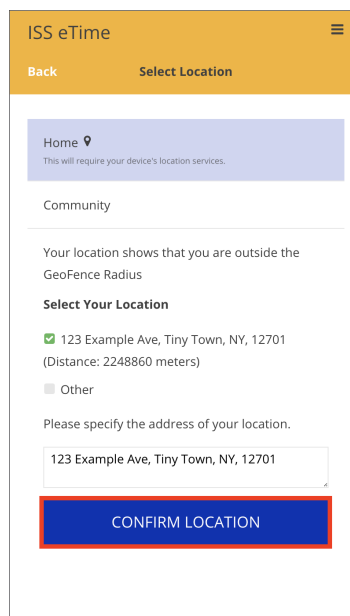 ISS eTime
Back Select Location
Home
This will require your device's location services.
Community
Your location shows that you are outside the
GeoFence Radius
Select Your Location
123 Example Ave, Tiny Town, NY, 12701
(Distance: 2248860 meters)
Other
Please specify the address of your location.
123 Example Ave, Tiny Town, NY, 12701
CONFIRM LOCATION